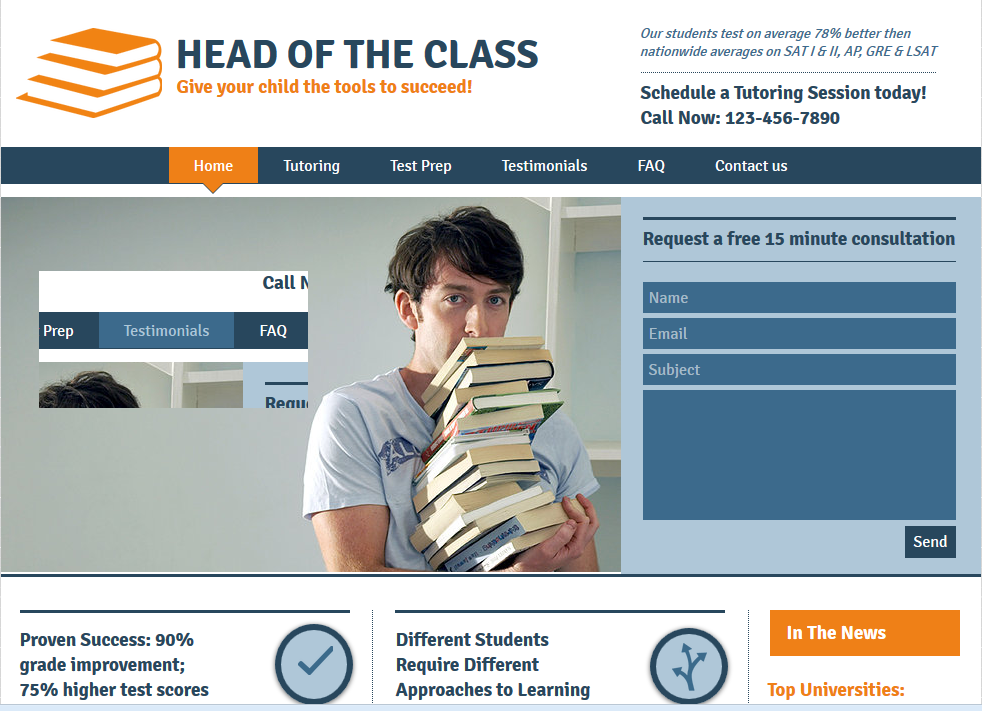 HEAD OF THE CLASS
Give your child the tools to succeed!
Our students test on average 78% better then
nationwide averages on SAT I & II, AP, GRE & LSAT
Schedule a Tutoring Session today!
Call Now: 123-456-7890
Home Tutoring Test Prep Testimonials FAQ Contact us
Call N
Prep Testimonials FAQ
Requ
Request a free 15 minute consultation
Name
Email
Subject
Send
Proven Success: 90%
grade improvement;
75% higher test scores
Different Students
Require Different
Approaches to Learning
In The News
Top Universities: